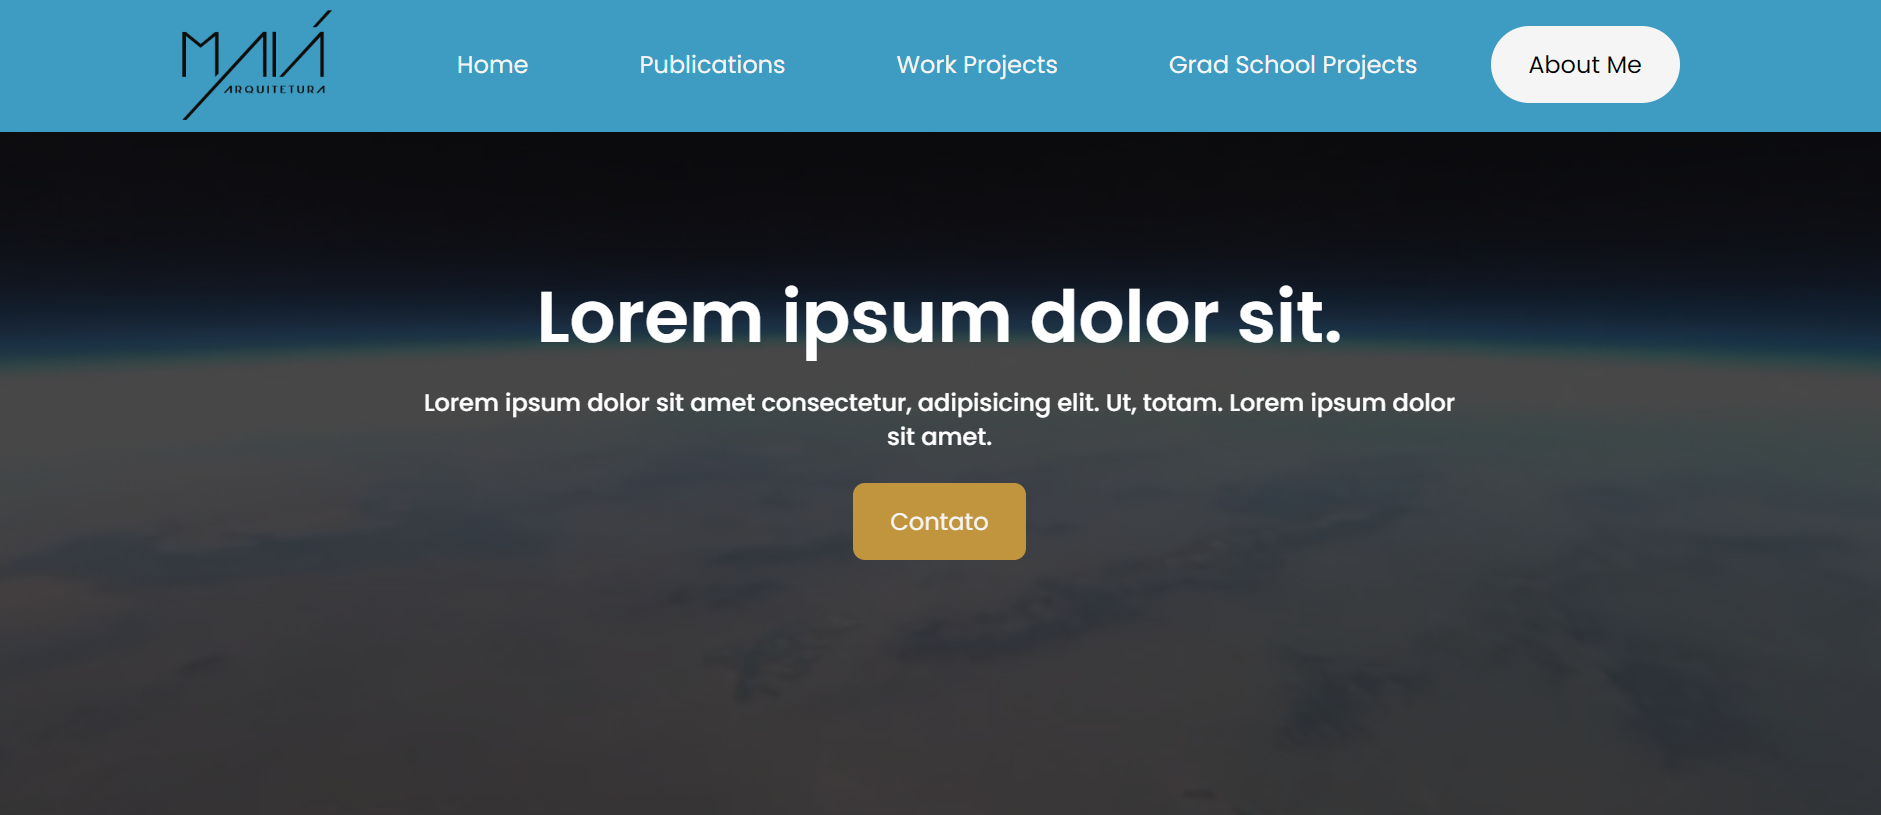 MAIÁ
ARQUITETURA
Home Publications Work Projects Grad School Projects About Me
Lorem ipsum dolor sit.
Lorem ipsum dolor sit amet consectetur, adipisicing elit. Ut, totam. Lorem ipsum dolor
sit amet.
Contato